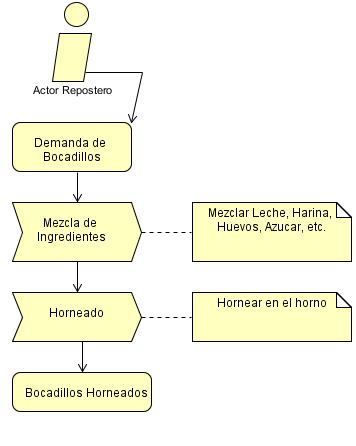 Actor Repostero
Demanda de
Bocadillos
Mezcla de
Ingredientes
Mezclar Leche, Harina,
Huevos, Azucar, etc.
Horneado
Hornear en el horno
Bocadillos Horneados